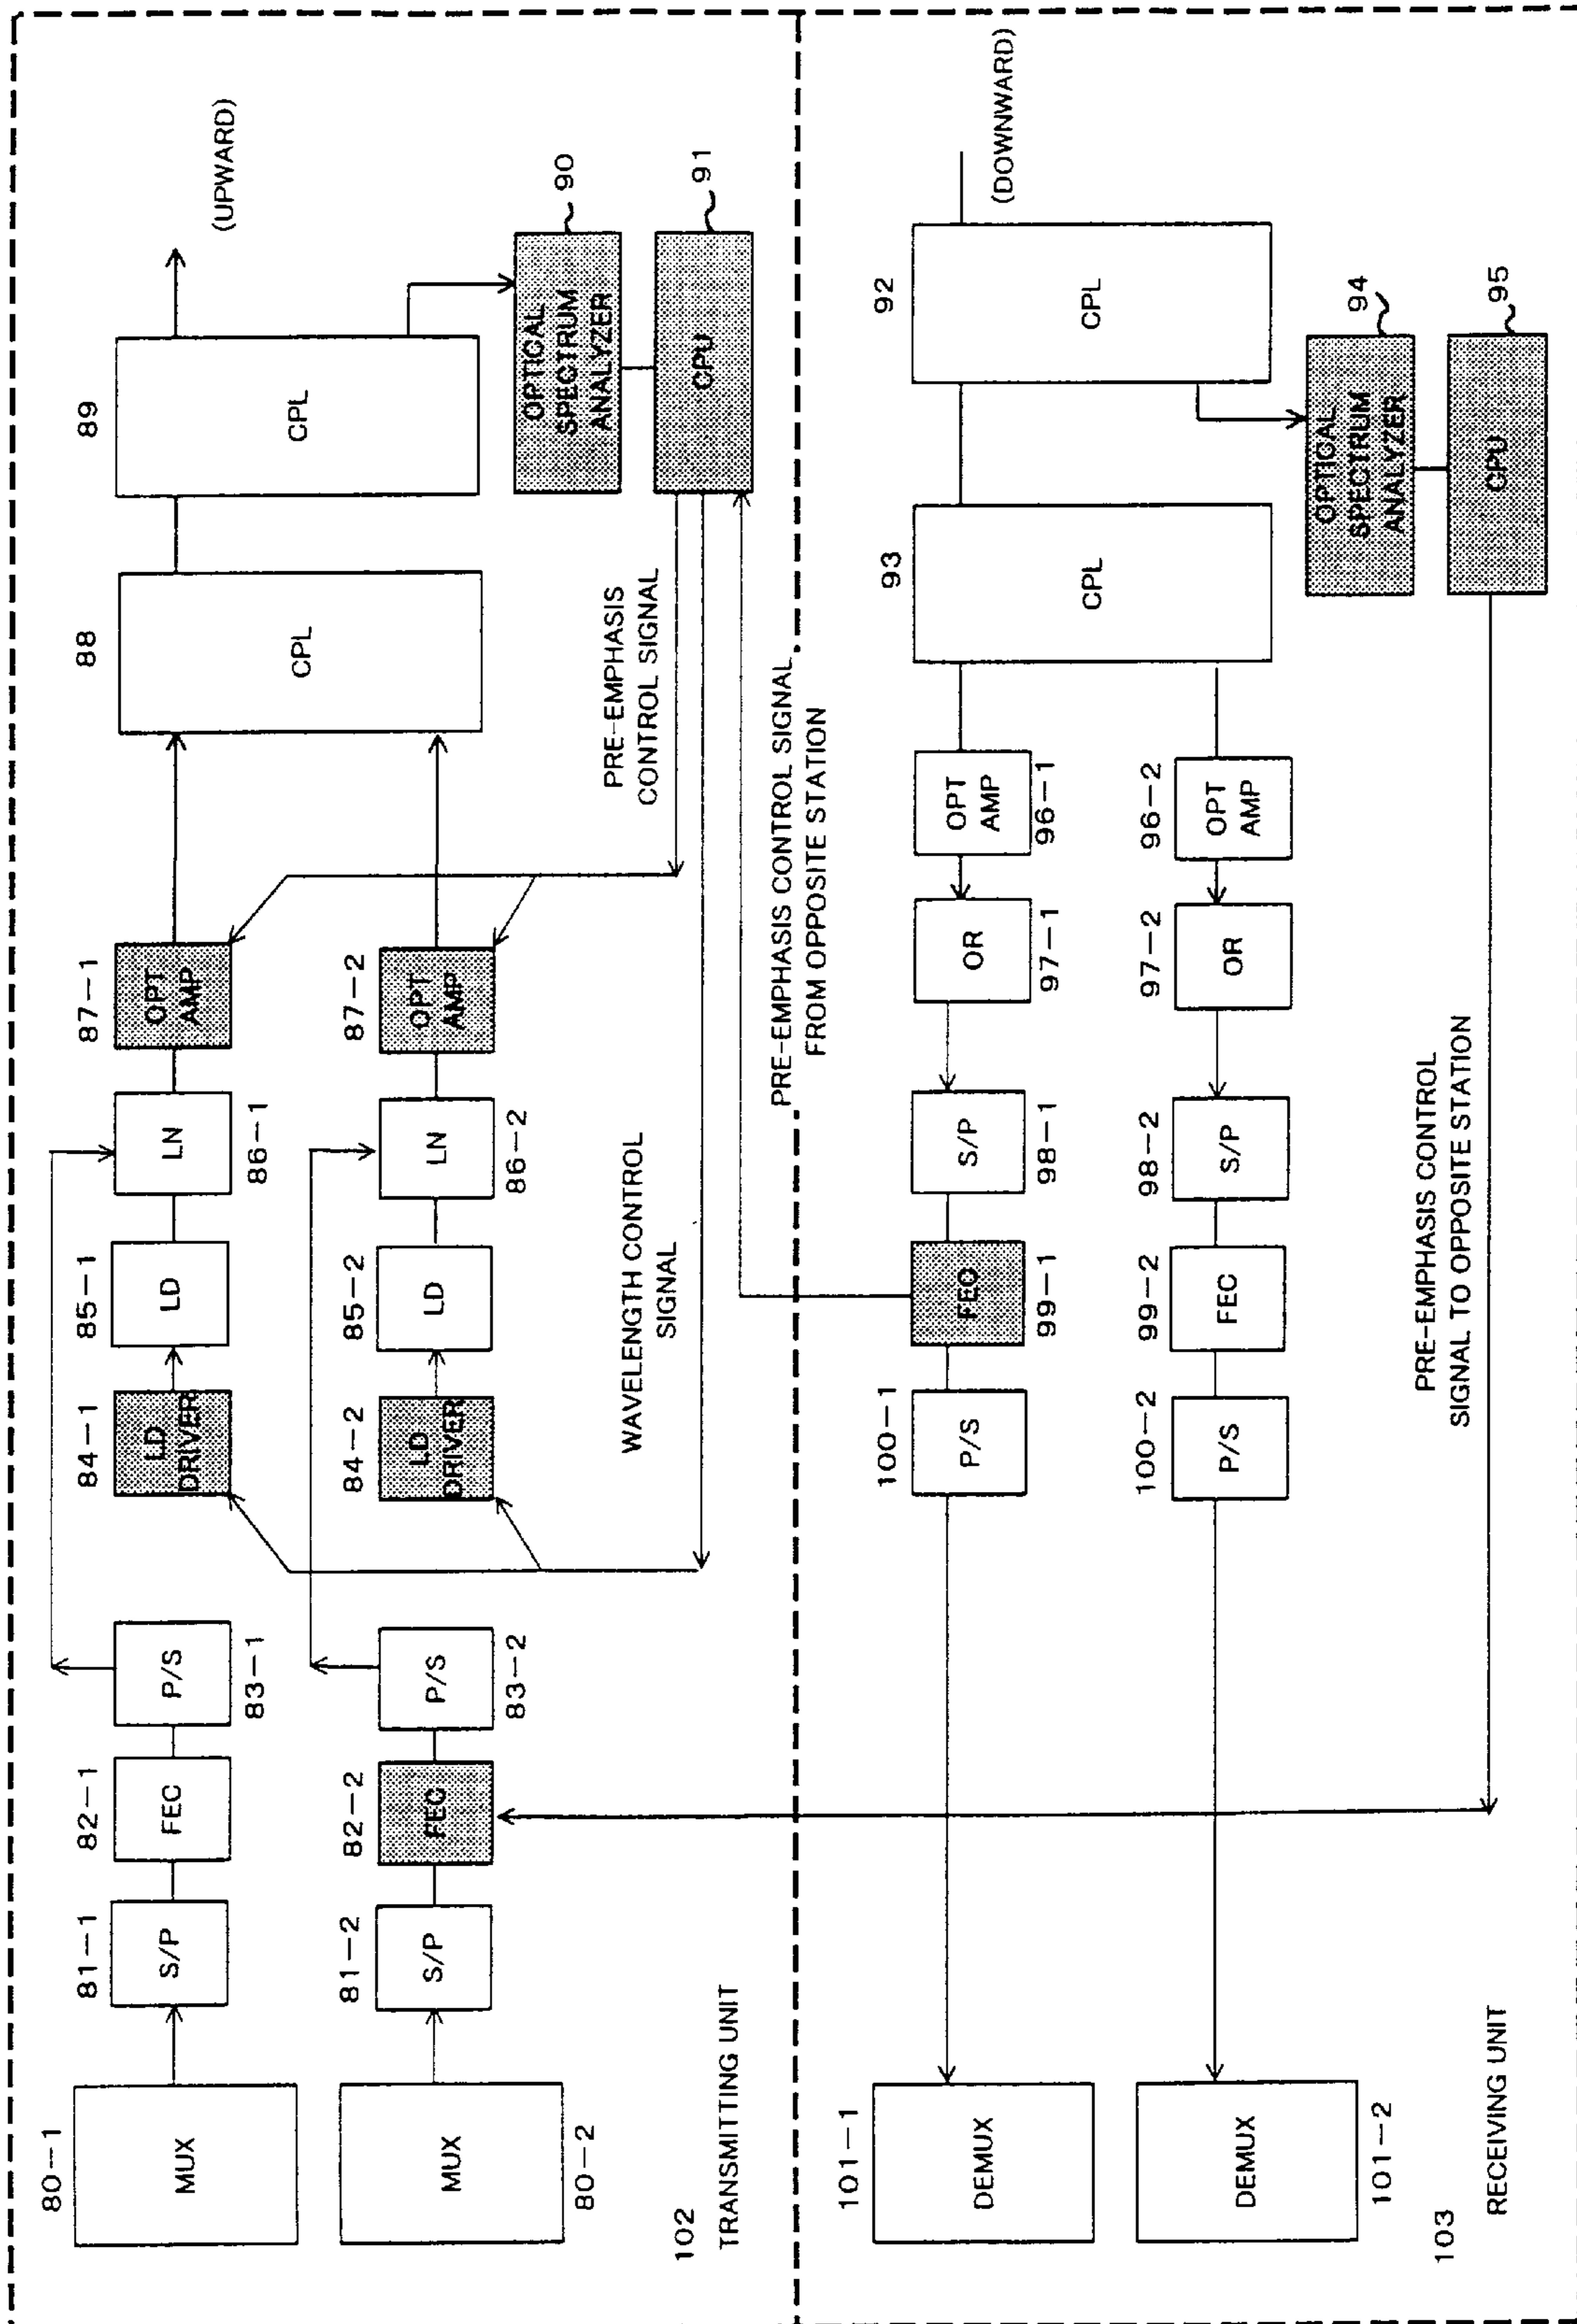 80-1
MUX
81-1
S/P
82-1
FEC
P/S
83-1
84-1
LD
DRIVER
85-1
LD
LN
86-1
87-1
OPT
AMP
88
CPL
89
CPL
(UPWARD)
MUX
80-2
81-2
S/P
82-2
FEC
P/S
83-2
84-2
LD
DRIVER
85-2
LD
LN
86-2
87-2
OPT
AMP
OPTICAL
SPECTRUM
ANALYZER
90
CPU
91
PRE-EMPHASIS
CONTROL SIGNAL
WAVELENGTH CONTROL
SIGNAL
102
TRANSMITTING UNIT
PRE-EMPHASIS CONTROL SIGNAL
FROM OPPOSITE STATION
101-1
DEMUX
100-1
P/S
FEC
99-1
S/P
98-1
OR
97-1
OPT
AMP
96-1
93
CPL
92
CPL
(DOWNWARD)
DEMUX
101-2
100-2
P/S
99-2
FEC
98-2
S/P
97-2
OR
96-2
OPT
AMP
OPTICAL
SPECTRUM
ANALYZER
94
CPU
95
PRE-EMPHASIS CONTROL
SIGNAL TO OPPOSITE STATION
103
RECEIVING UNIT